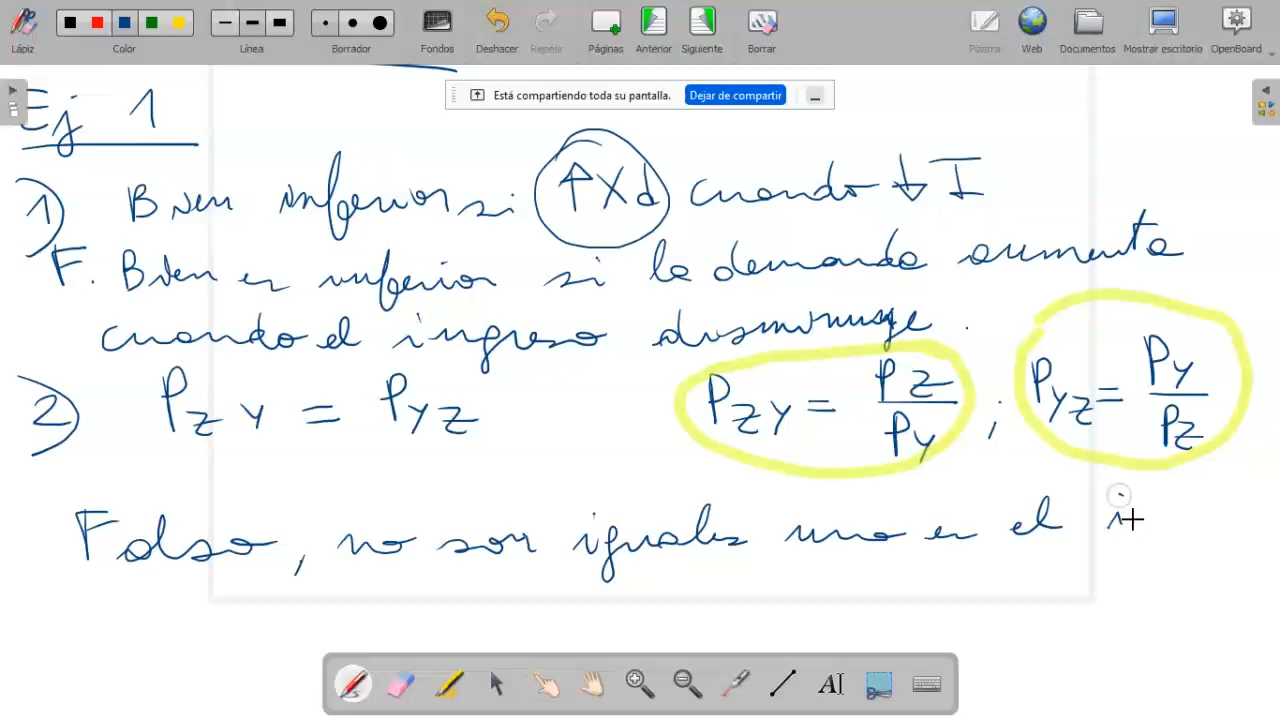 Lápiz Color Línea Borrador Fondos Deshacer Repetir Páginas Anterior Siguiente Borrar Pizarra Web Documentos Mostrar escritorio OpenBoard
Está compartiendo toda su pantalla. Dejar de compartir
Ej 1
1) Bien inferior si ↑Xd cuando ↓ I
F. Bien es inferior si la demanda aumenta
cuando el ingreso disminuye.
2) PZY = PYZ PZY = PZ/PY ; PYZ = PY/PZ
Falso, no son iguales uno es el
AI